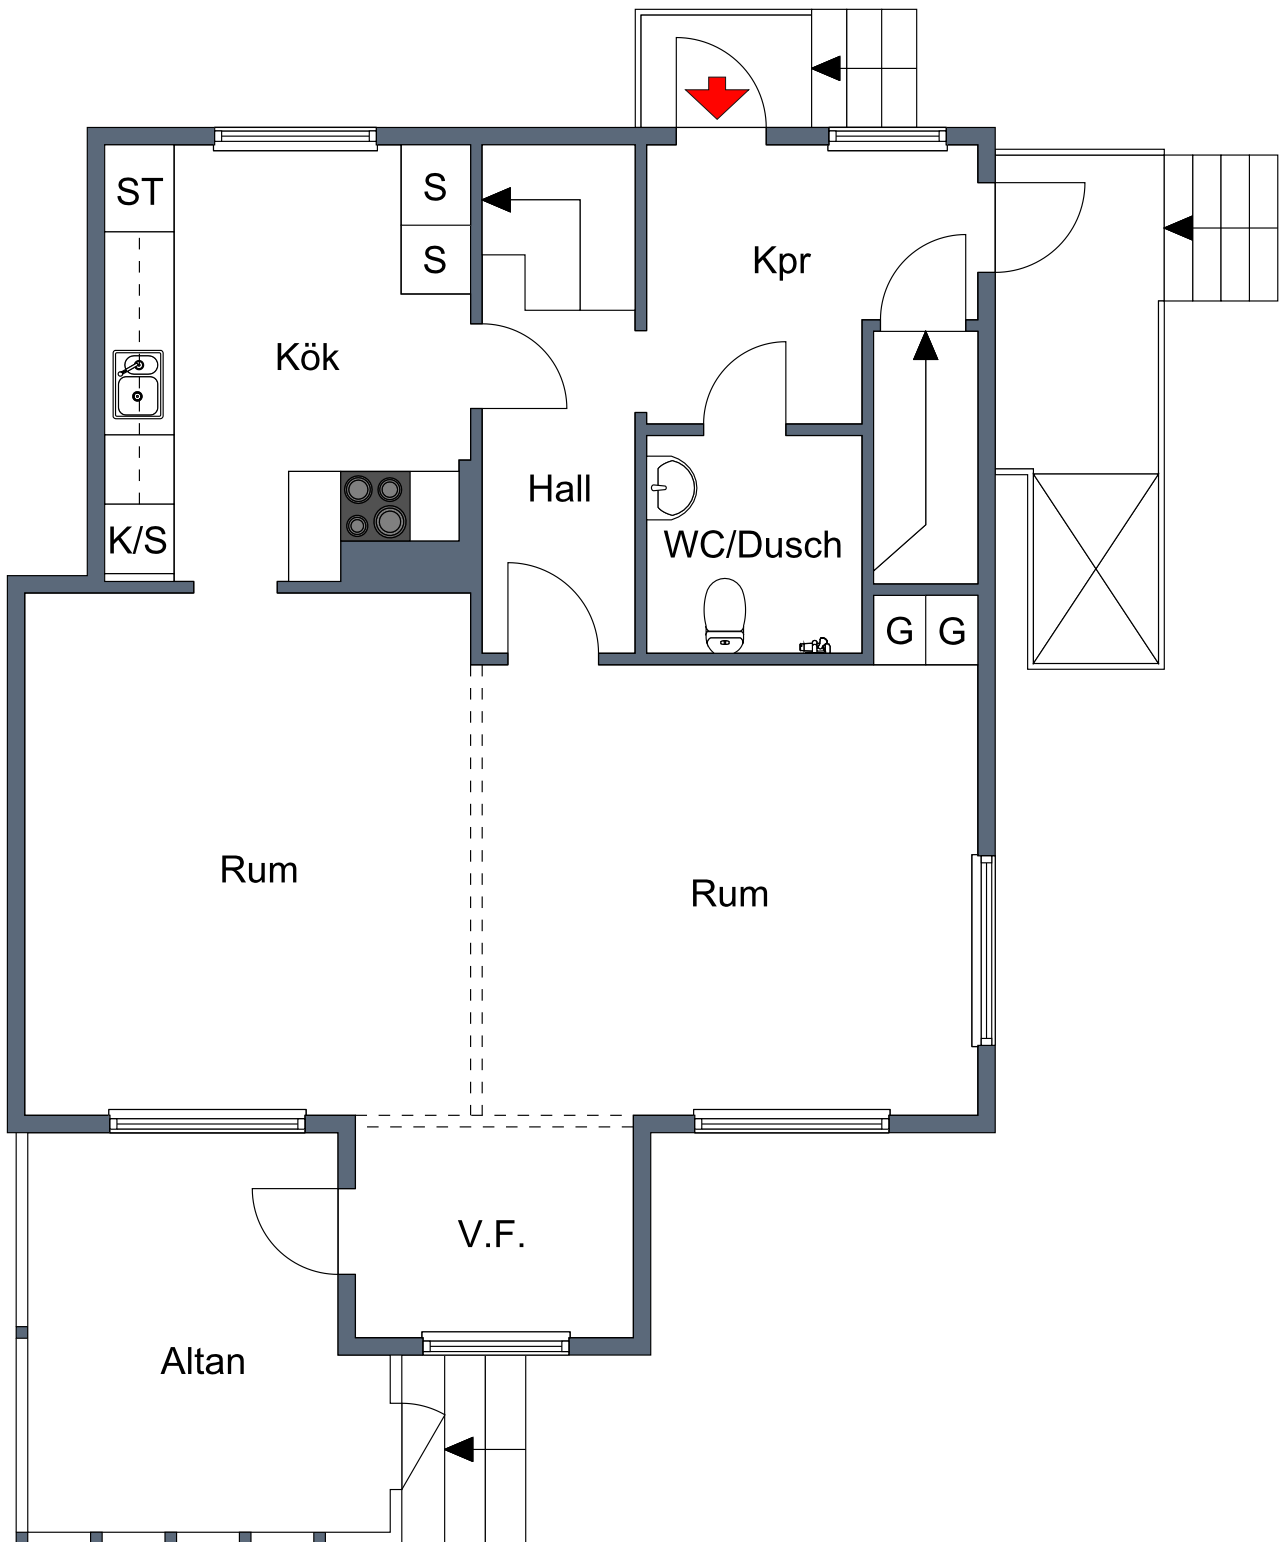 ST
S
S
Kpr
Kök
Hall
K/S
WC/Dusch
G G
Rum
Rum
V.F.
Altan